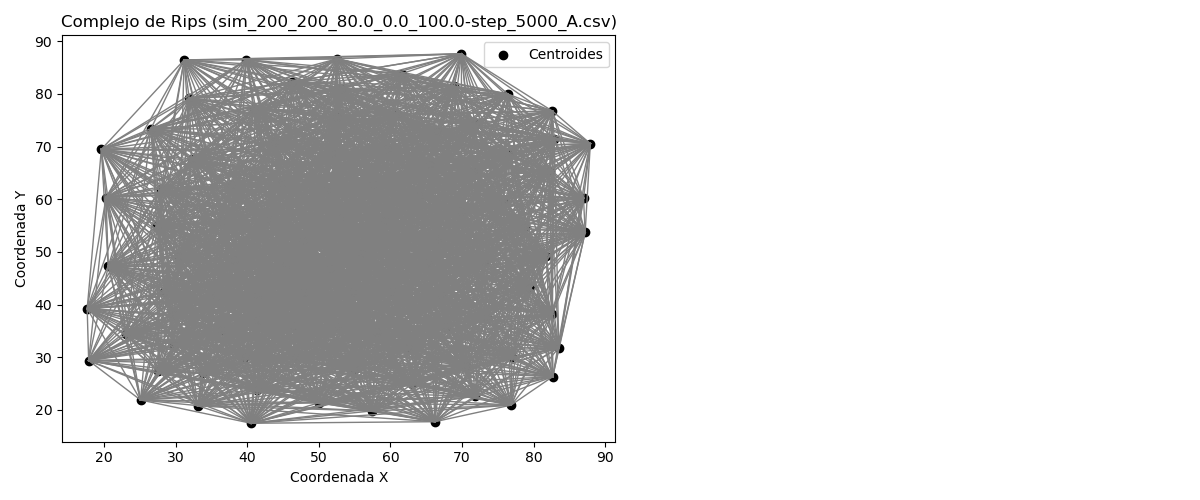 Complejo de Rips (sim_200_200_80.0_0.0_100.0-step_5000_A.csv)
Centroides
90
80
70
60
50
40
30
20
Coordenada Y
20 30 40 50 60 70 80 90
Coordenada X